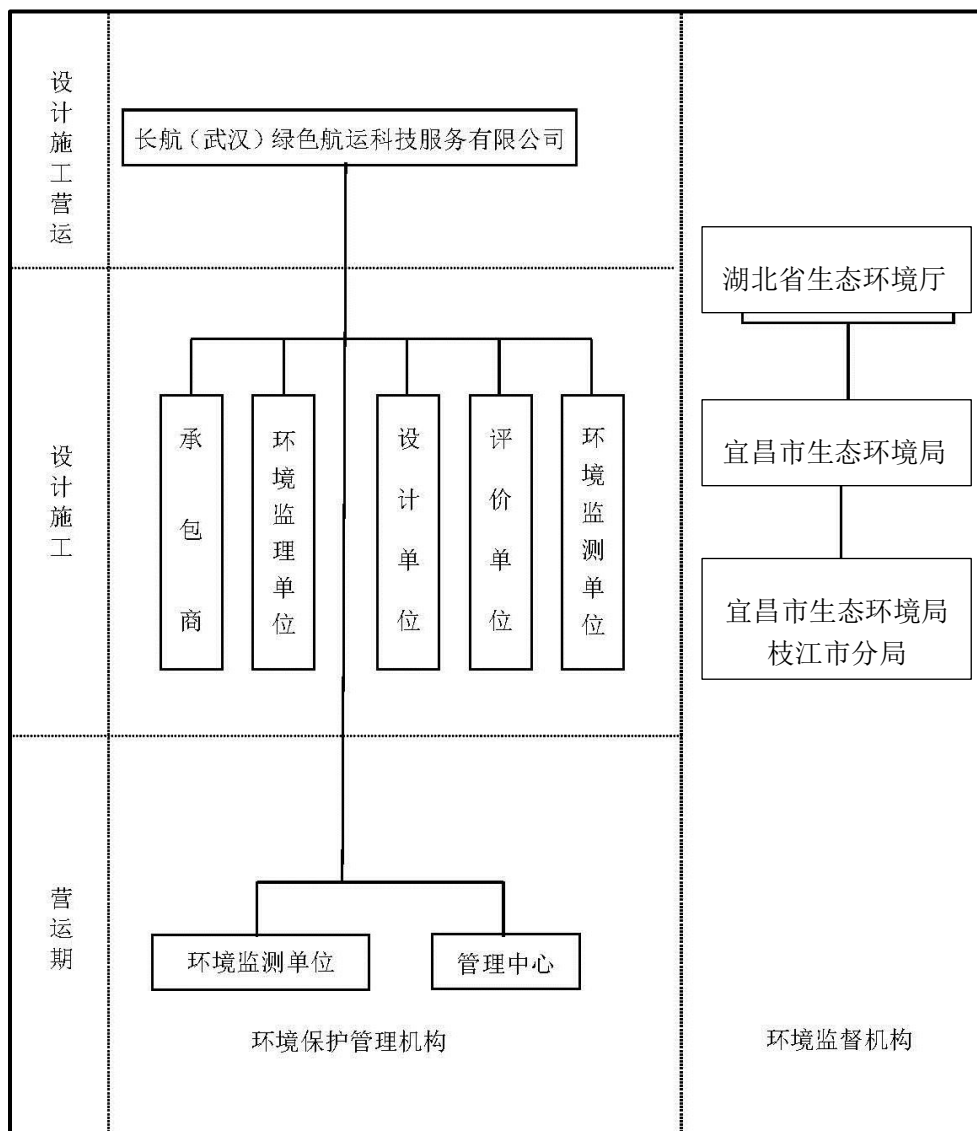 设计施工营运
长航（武汉）绿色航运科技服务有限公司
湖北省生态环境厅
设计施工
承包商
环境监理单位
设计单位
评价单位
环境监测单位
宜昌市生态环境局
宜昌市生态环境局
枝江市分局
营运期
环境监测单位
管理中心
环境保护管理机构
环境监督机构